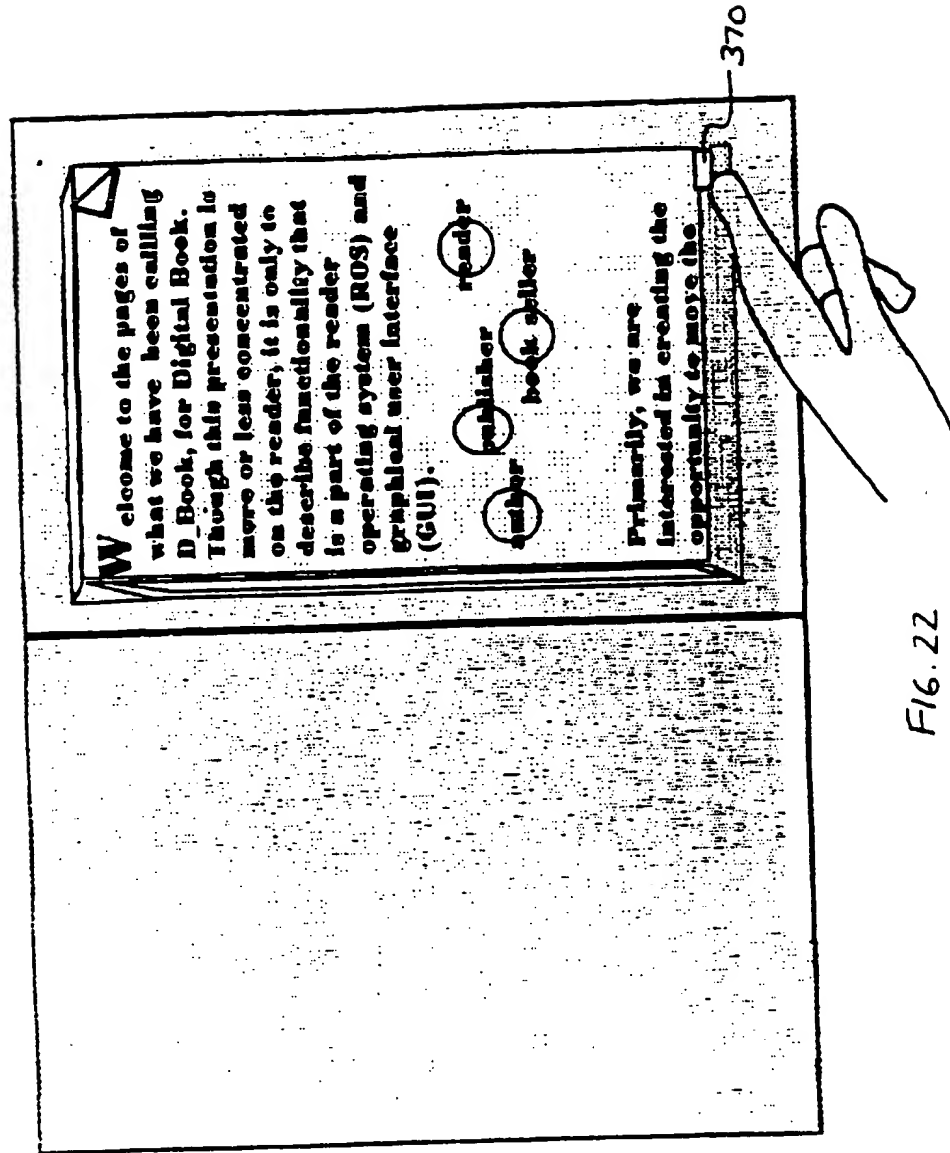 Welcome to the pages of
what we have been callling
D_Book, for Digital Book.
Though this presentation is
more or less concentrated
on the reader, it is only to
describe functionality that
is a part of the reader
operating system (ROS) and
graphical user interface
(GUI).
author publisher book seller reader
Primarily, we are
interested in creating the
opportunity to move the
370
FIG. 22